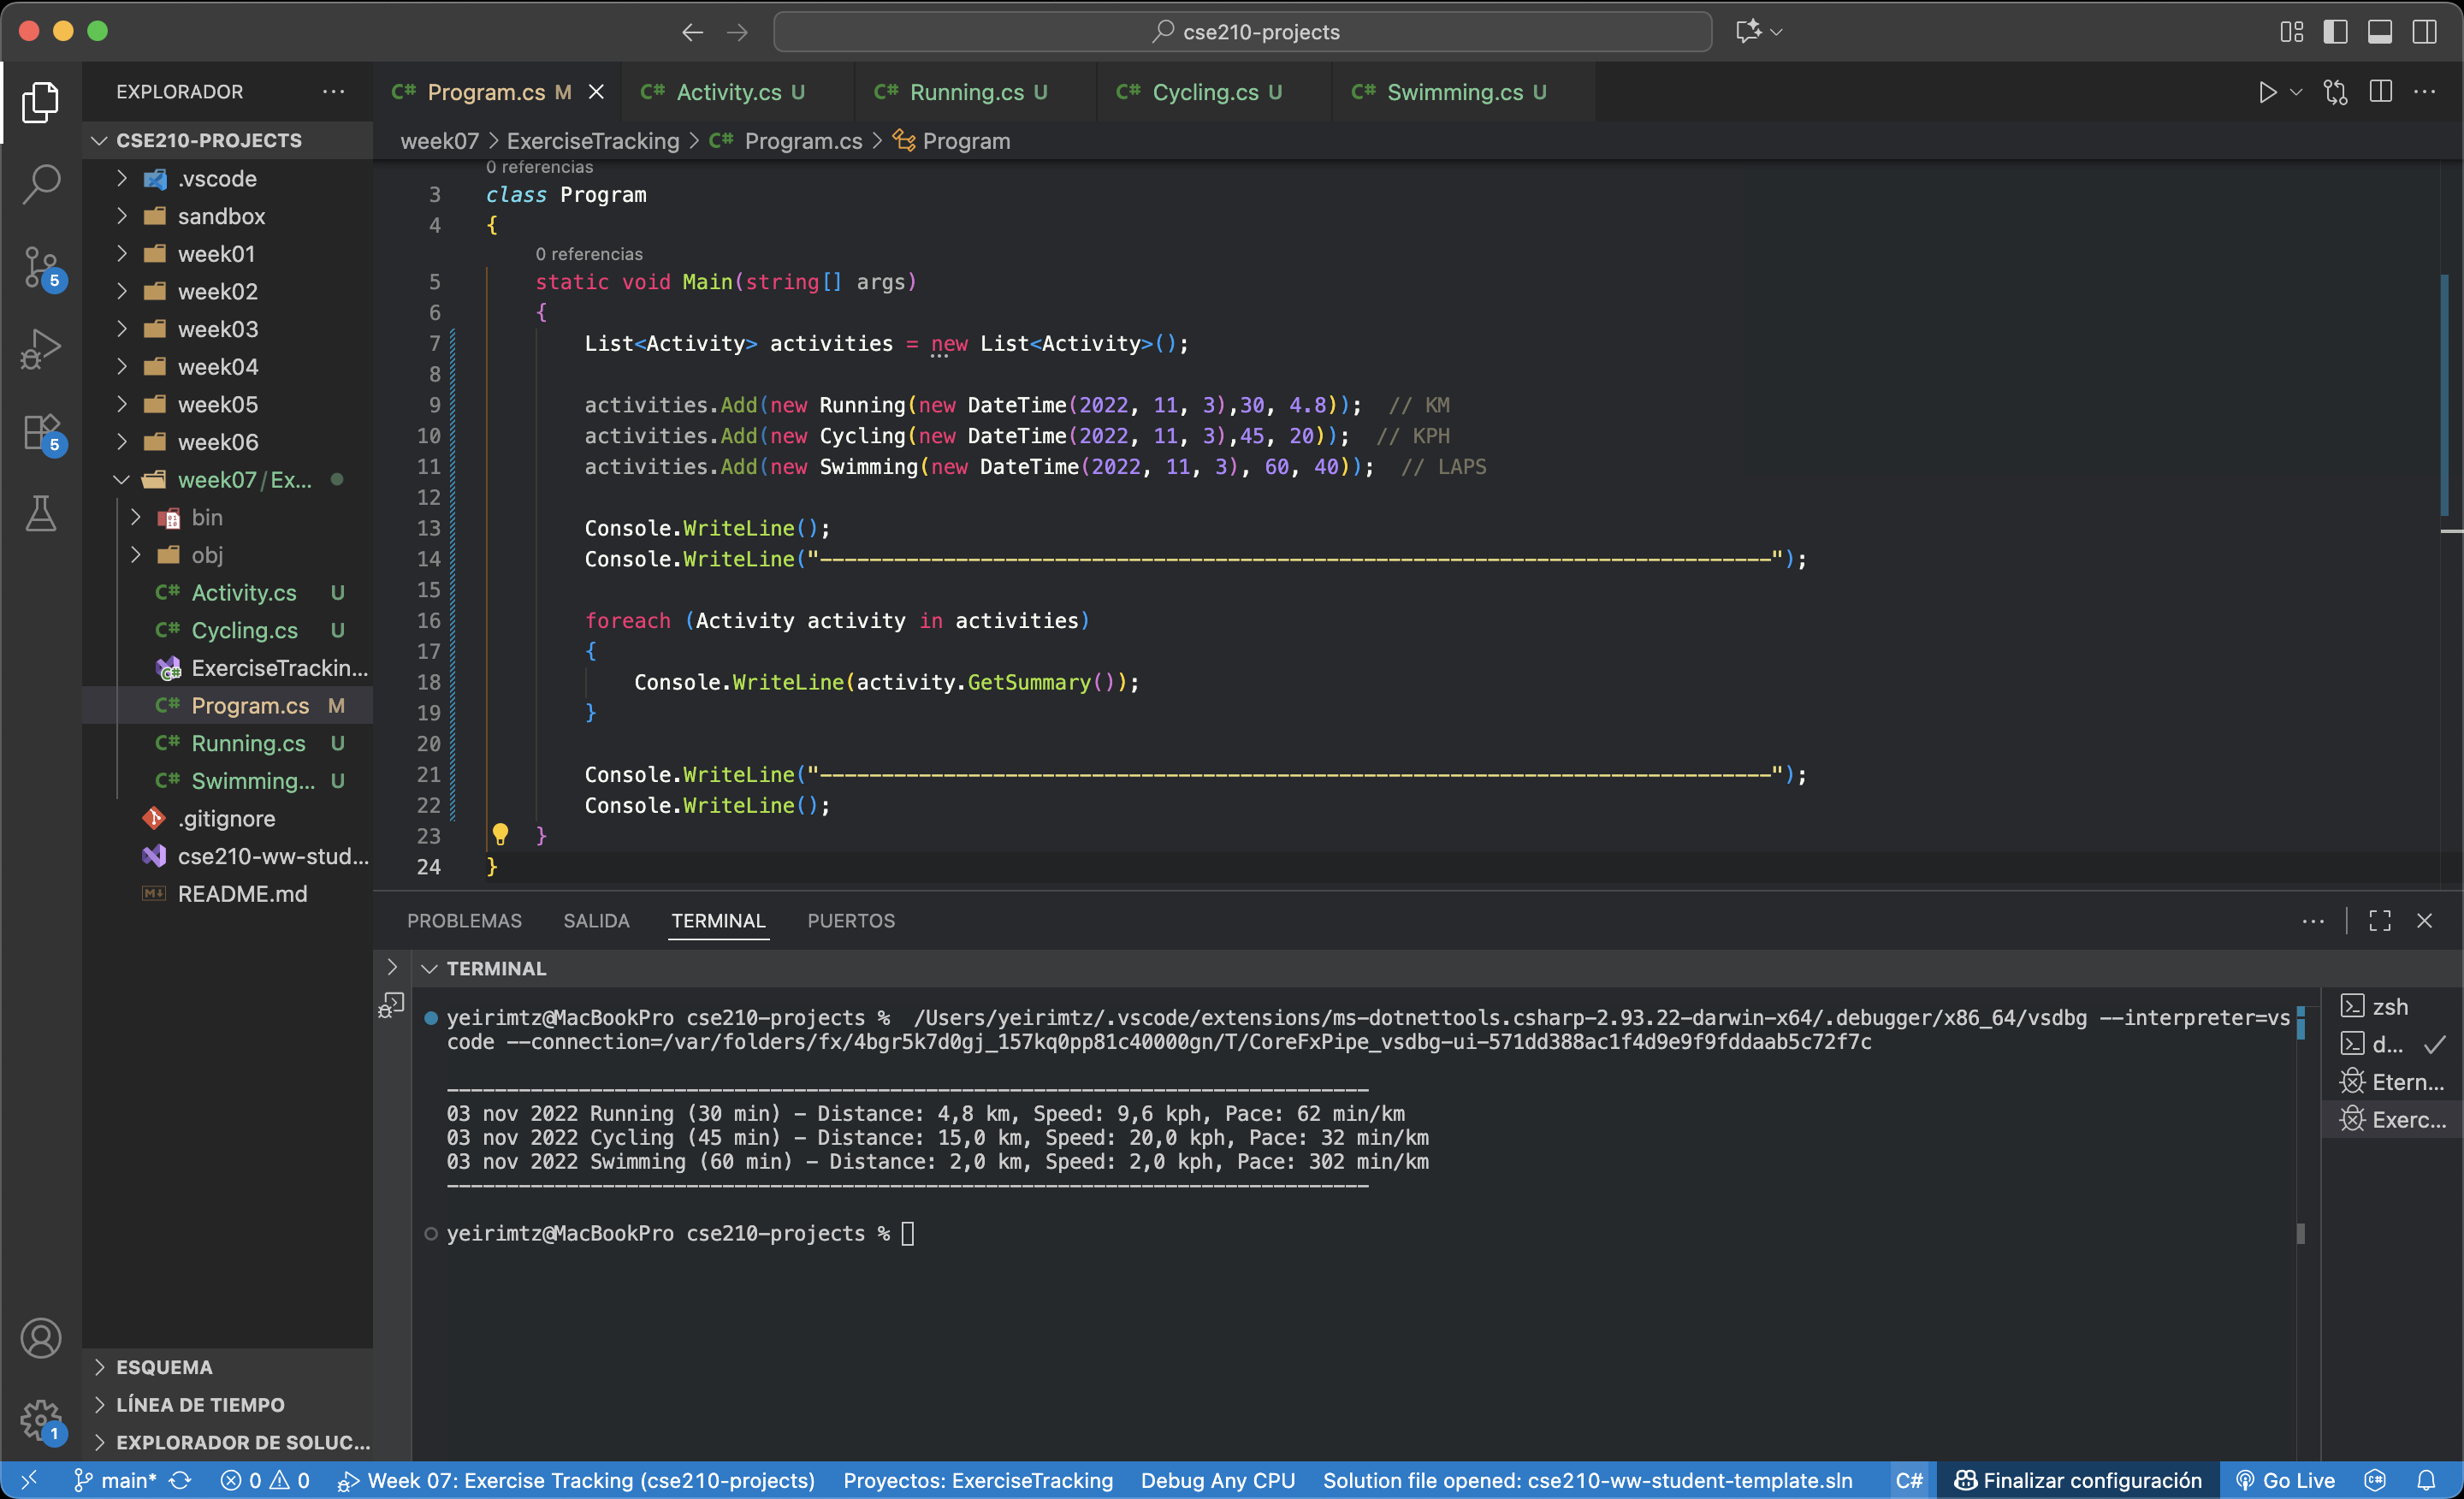 cse210-projects
EXPLORADOR
CSE210-PROJECTS
.vscode
sandbox
week01
week02
week03
week04
week05
week06
week07/Ex...
bin
obj
Activity.cs U
Cycling.cs U
ExerciseTrackin...
Program.cs M
Running.cs U
Swimming... U
.gitignore
cse210-ww-stud...
README.md
ESQUEMA
LÍNEA DE TIEMPO
EXPLORADOR DE SOLUC...
5
5
1
C# Program.cs M
C# Activity.cs U
C# Running.cs U
C# Cycling.cs U
C# Swimming.cs U
week07 > ExerciseTracking > C# Program.cs > Program
0 referencias
3 class Program
4 {
0 referencias
5 static void Main(string[] args)
6 {
7 List<Activity> activities = new List<Activity>();
8
9 activities.Add(new Running(new DateTime(2022, 11, 3),30, 4.8)); // KM
10 activities.Add(new Cycling(new DateTime(2022, 11, 3),45, 20)); // KPH
11 activities.Add(new Swimming(new DateTime(2022, 11, 3), 60, 40)); // LAPS
12
13 Console.WriteLine();
14 Console.WriteLine("-----------------------------------------------------------------------------");
15
16 foreach (Activity activity in activities)
17 {
18 Console.WriteLine(activity.GetSummary());
19 }
20
21 Console.WriteLine("-----------------------------------------------------------------------------");
22 Console.WriteLine();
23 }
24 }
PROBLEMAS SALIDA TERMINAL PUERTOS
TERMINAL
yeirimtz@MacBookPro cse210-projects % /Users/yeirimtz/.vscode/extensions/ms-dotnettools.csharp-2.93.22-darwin-x64/.debugger/x86_64/vsdbg --interpreter=vs
code --connection=/var/folders/fx/4bgr5k7d0gj_157kq0pp81c40000gn/T/CoreFxPipe_vsdbg-ui-571dd388ac1f4d9e9f9fddaab5c72f7c
-----------------------------------------------------------------------------
03 nov 2022 Running (30 min) - Distance: 4,8 km, Speed: 9,6 kph, Pace: 62 min/km
03 nov 2022 Cycling (45 min) - Distance: 15,0 km, Speed: 20,0 kph, Pace: 32 min/km
03 nov 2022 Swimming (60 min) - Distance: 2,0 km, Speed: 2,0 kph, Pace: 302 min/km
-----------------------------------------------------------------------------
yeirimtz@MacBookPro cse210-projects %
zsh
d...
Etern...
Exerc...
main* 0 0 Week 07: Exercise Tracking (cse210-projects) Proyectos: ExerciseTracking Debug Any CPU Solution file opened: cse210-ww-student-template.sln C# Finalizar configuración Go Live